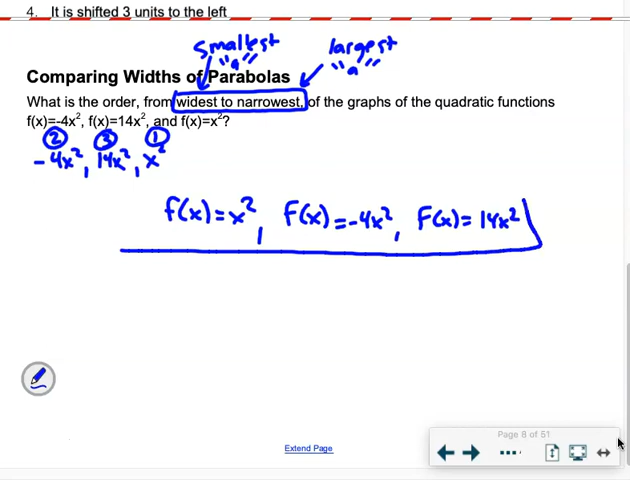 4. It is shifted 3 units to the left
smallest "a" largest "a"
Comparing Widths of Parabolas
What is the order, from widest to narrowest, of the graphs of the quadratic functions
f(x)=-4x², f(x)=14x², and f(x)=x²?
② ③ ①
-4x², 14x², x²
f(x)=x², f(x)=-4x², f(x)=14x²
Page 8 of 51
Extend Page